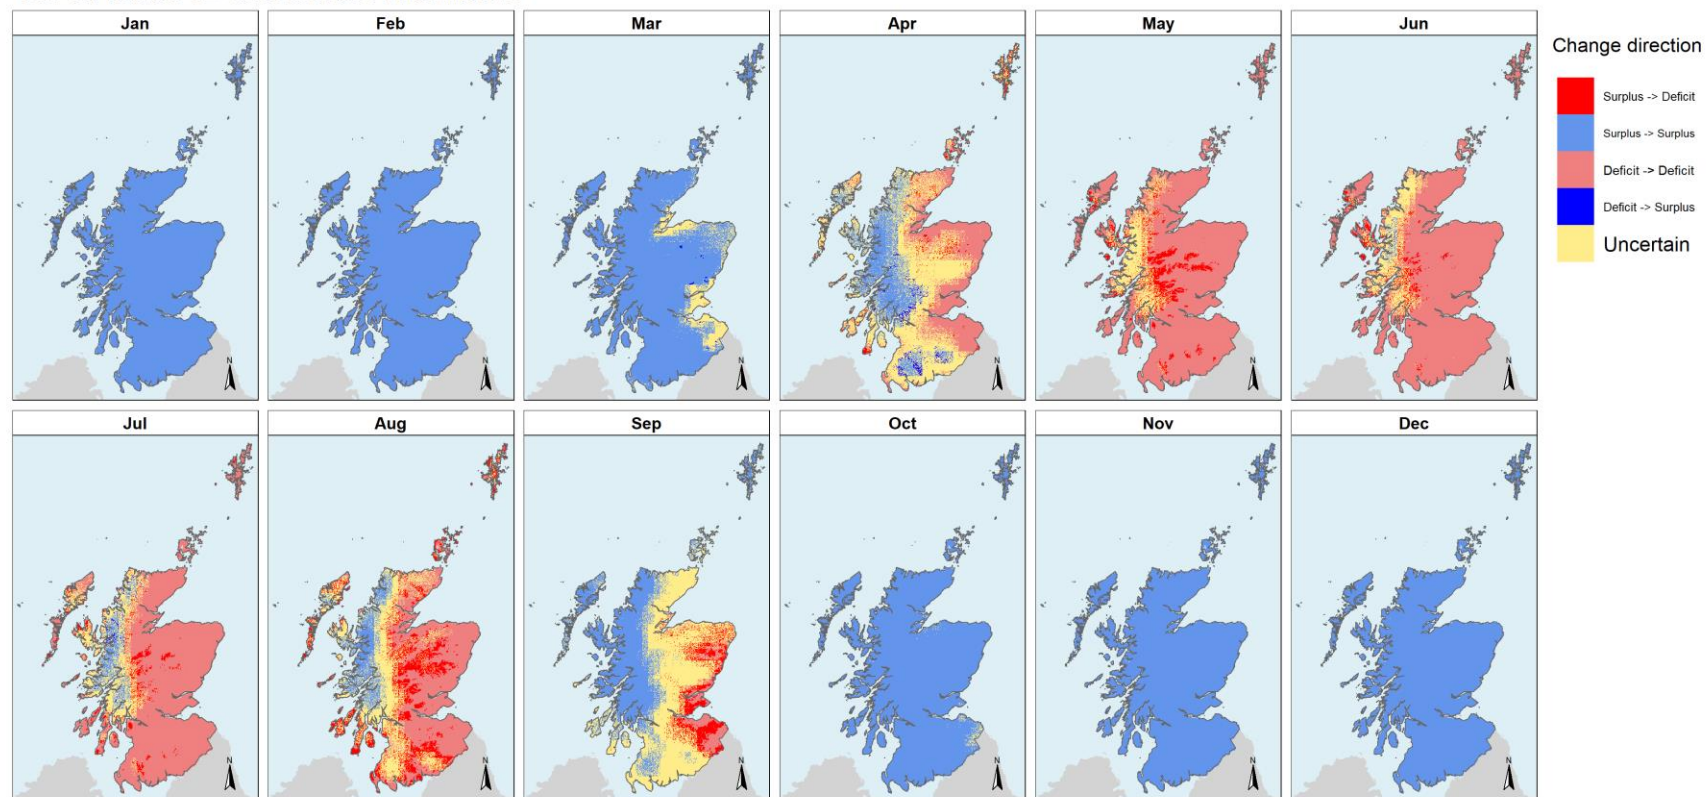 Jan
Feb
Mar
Apr
May
Jun
Change direction
Surplus -> Deficit
Surplus -> Surplus
Deficit -> Deficit
Deficit -> Surplus
Uncertain
N
N
N
N
N
N
Jul
Aug
Sep
Oct
Nov
Dec
N
N
N
N
N
N